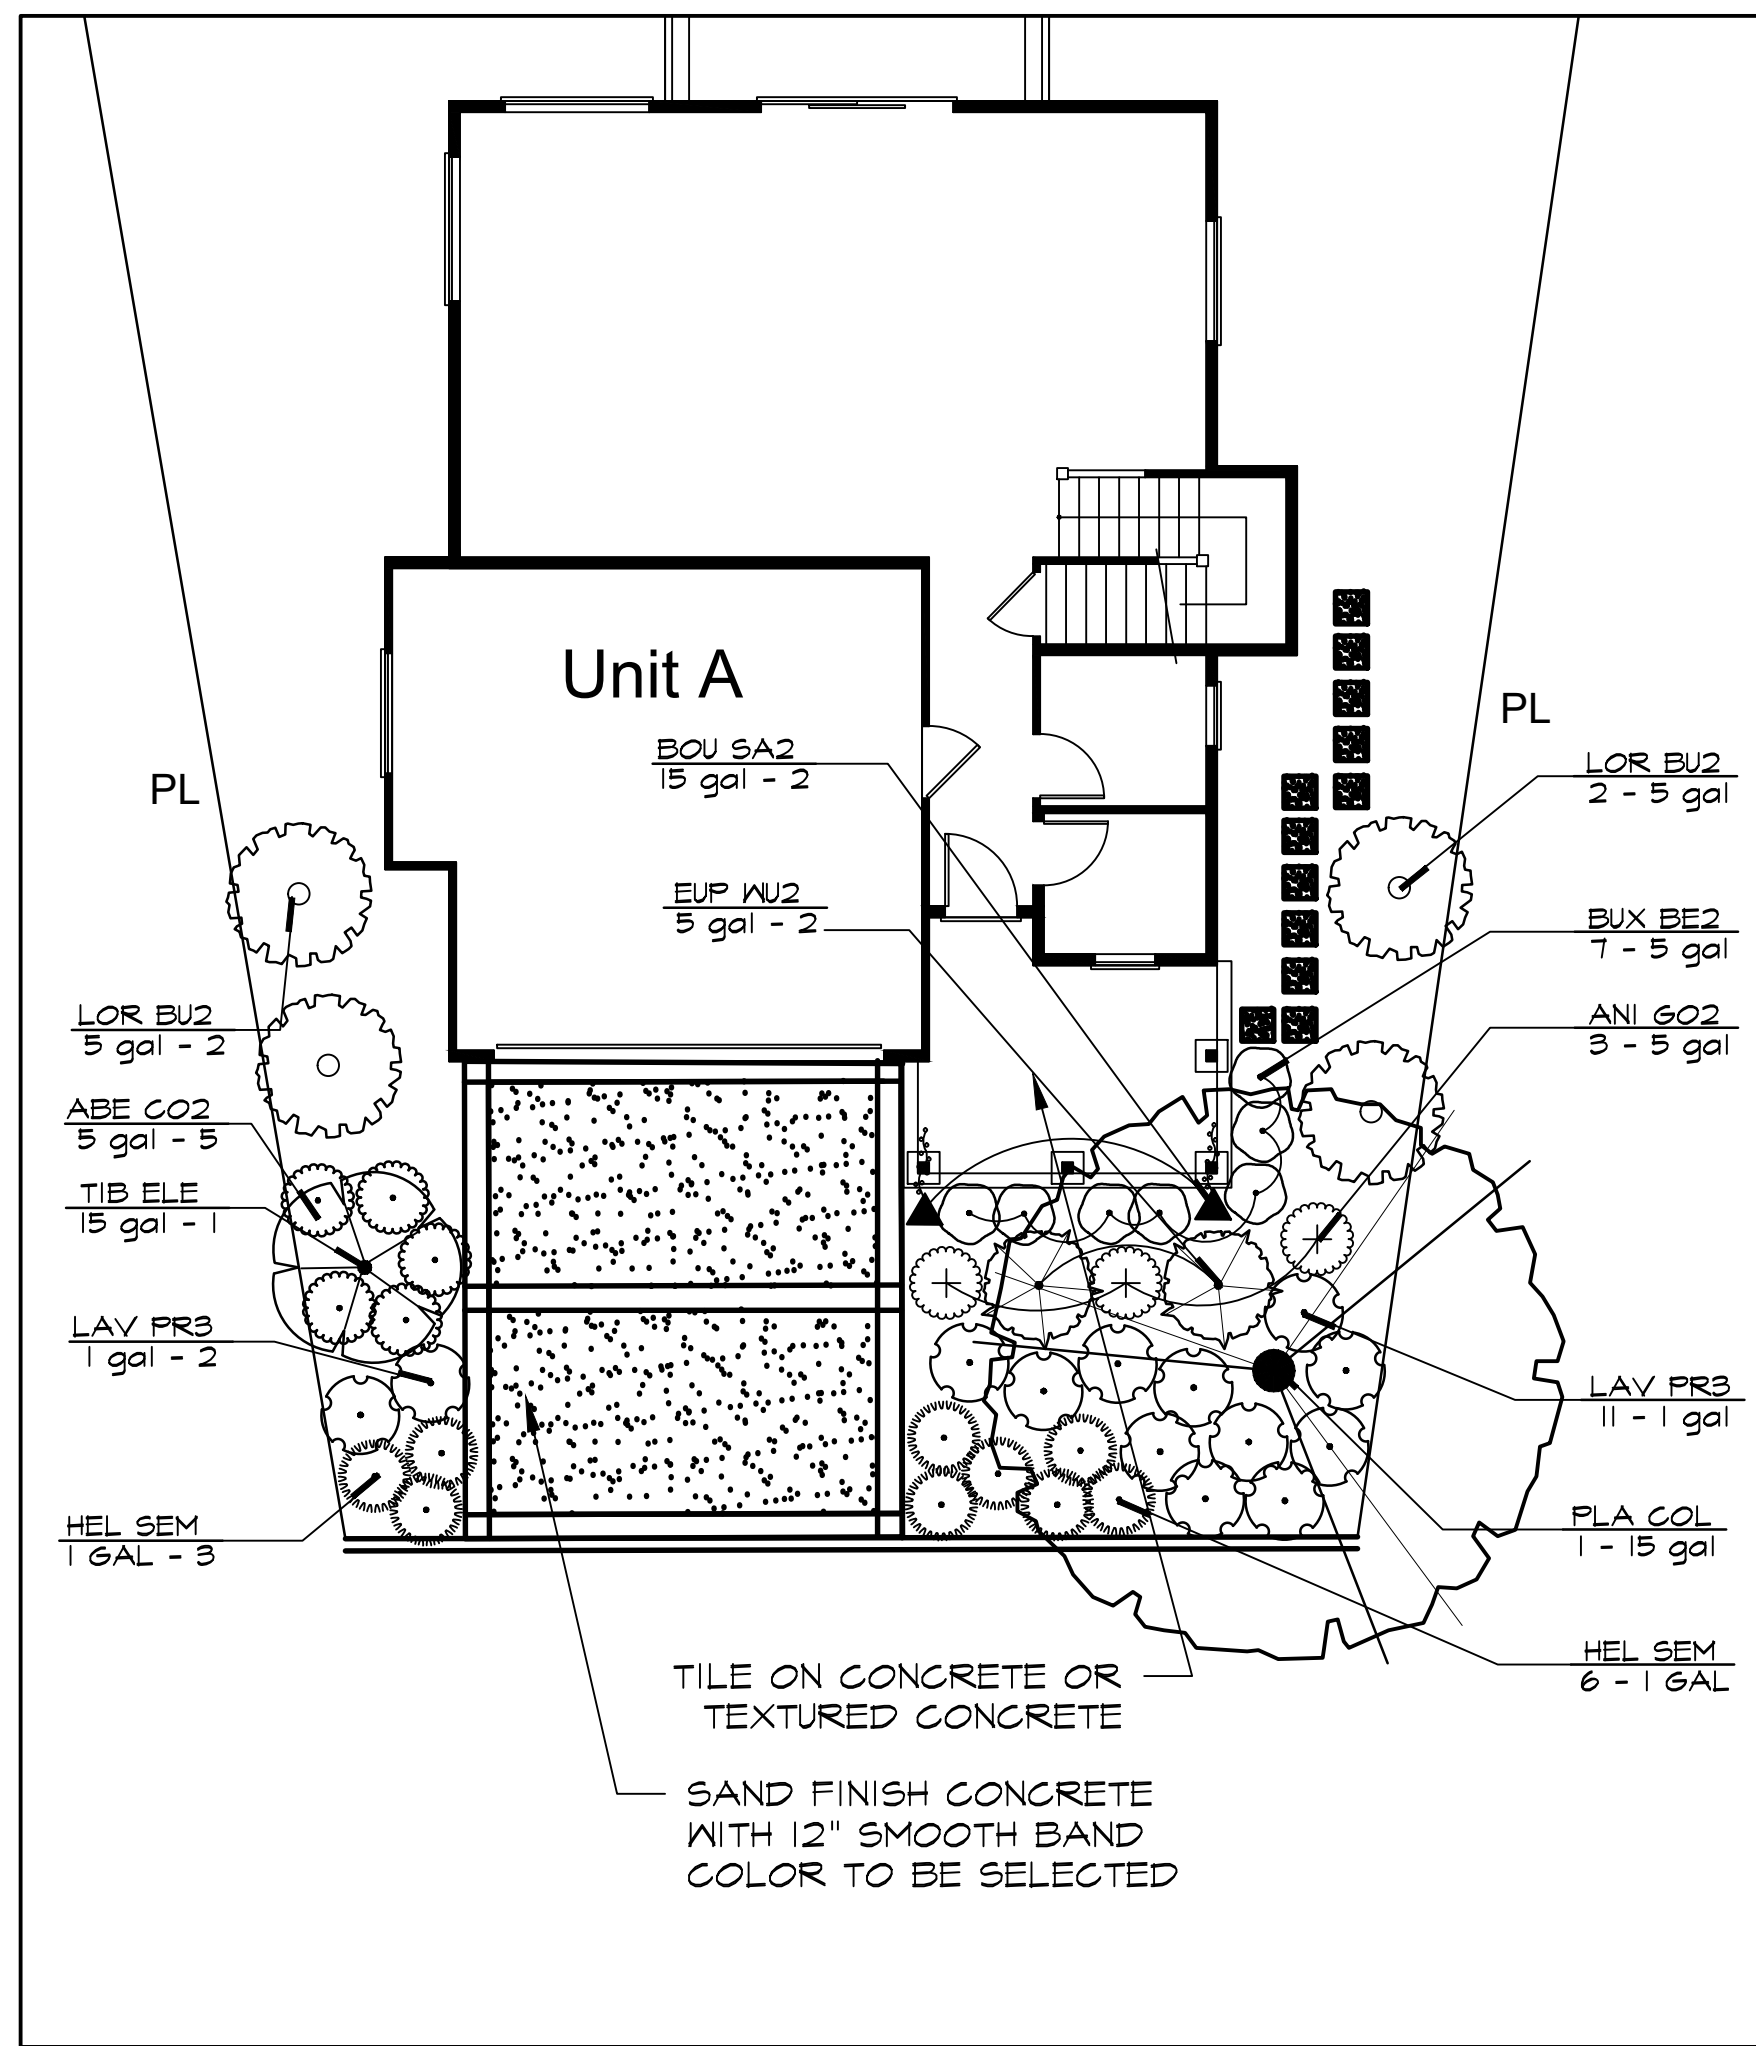 Unit A
BOU SA2
15 gal - 2
PL
PL
LOR BU2
2 - 5 gal
EUP WU2
5 gal - 2
BUX BE2
7 - 5 gal
LOR BU2
5 gal - 2
ANI GO2
3 - 5 gal
ABE CO2
5 gal - 5
TIB ELE
15 gal - 1
LAV PR3
1 gal - 2
LAV PR3
11 - 1 gal
HEL SEM
1 GAL - 3
PLA COL
1 - 15 gal
HEL SEM
6 - 1 GAL
TILE ON CONCRETE OR
TEXTURED CONCRETE
SAND FINISH CONCRETE
WITH 12" SMOOTH BAND
COLOR TO BE SELECTED